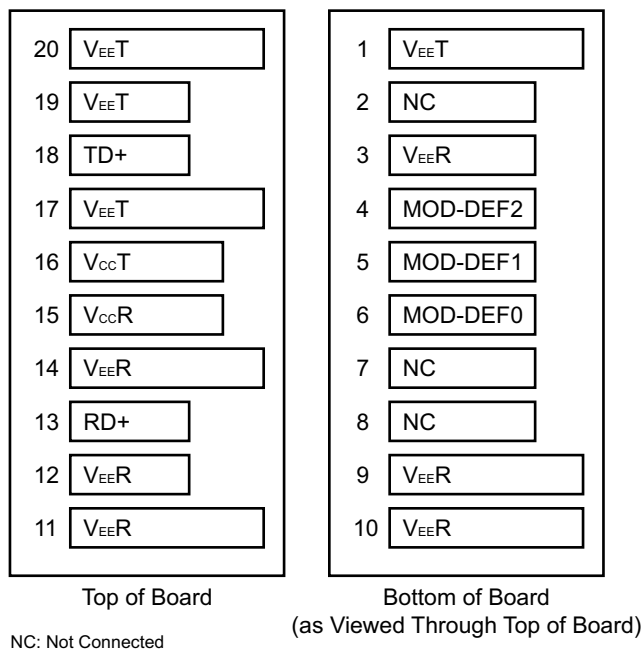 20 VEET
19 VEET
18 TD+
17 VEET
16 VCCT
15 VCCR
14 VEER
13 RD+
12 VEER
11 VEER
Top of Board
1 VEET
2 NC
3 VEER
4 MOD-DEF2
5 MOD-DEF1
6 MOD-DEF0
7 NC
8 NC
9 VEER
10 VEER
Bottom of Board
(as Viewed Through Top of Board)
NC: Not Connected